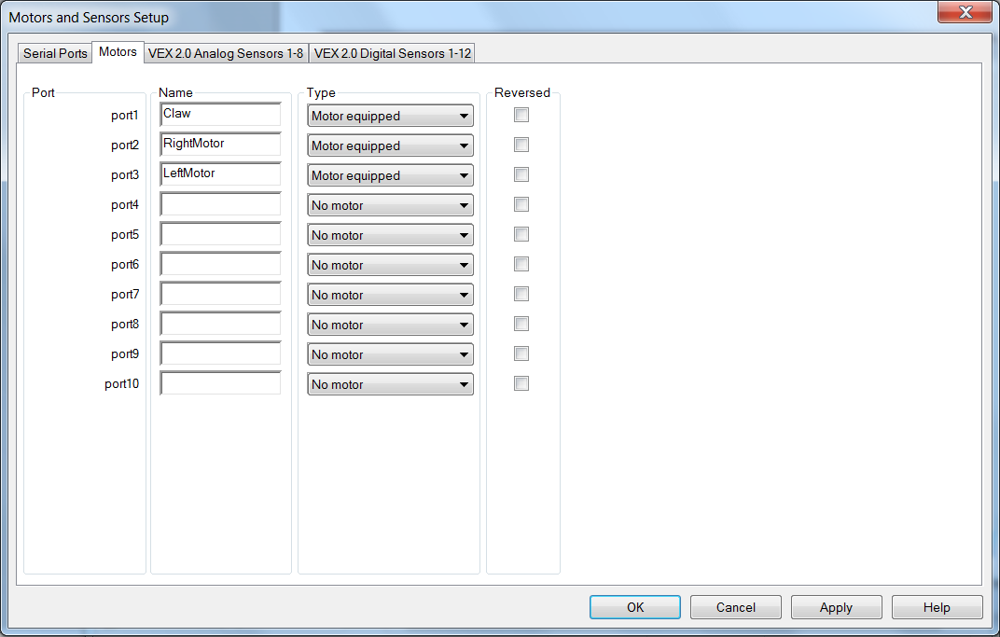 Motors and Sensors Setup
Serial Ports Motors VEX 2.0 Analog Sensors 1-8 VEX 2.0 Digital Sensors 1-12
Port Name Type Reversed
port1 Claw Motor equipped
port2 RightMotor Motor equipped
port3 LeftMotor Motor equipped
port4 No motor
port5 No motor
port6 No motor
port7 No motor
port8 No motor
port9 No motor
port10 No motor
OK Cancel Apply Help